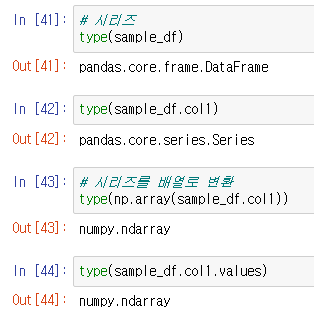 In [41]: # 시리즈
type(sample_df)
Out[41]: pandas.core.frame.DataFrame
In [42]: type(sample_df.col1)
Out[42]: pandas.core.series.Series
In [43]: # 시리즈를 배열로 변환
type(np.array(sample_df.col1))
Out[43]: numpy.ndarray
In [44]: type(sample_df.col1.values)
Out[44]: numpy.ndarray